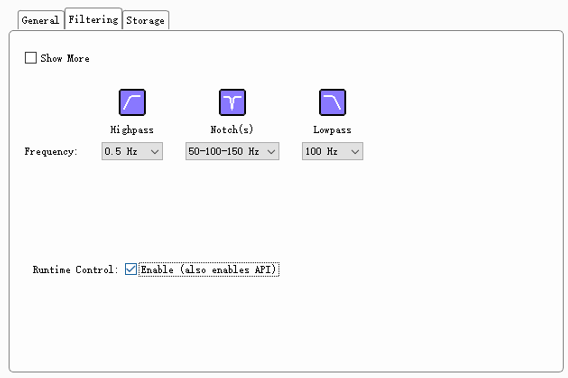 General Filtering Storage
Show More
Highpass Notch(s) Lowpass
Frequency: 0.5 Hz 50-100-150 Hz 100 Hz
Runtime Control: Enable (also enables API)